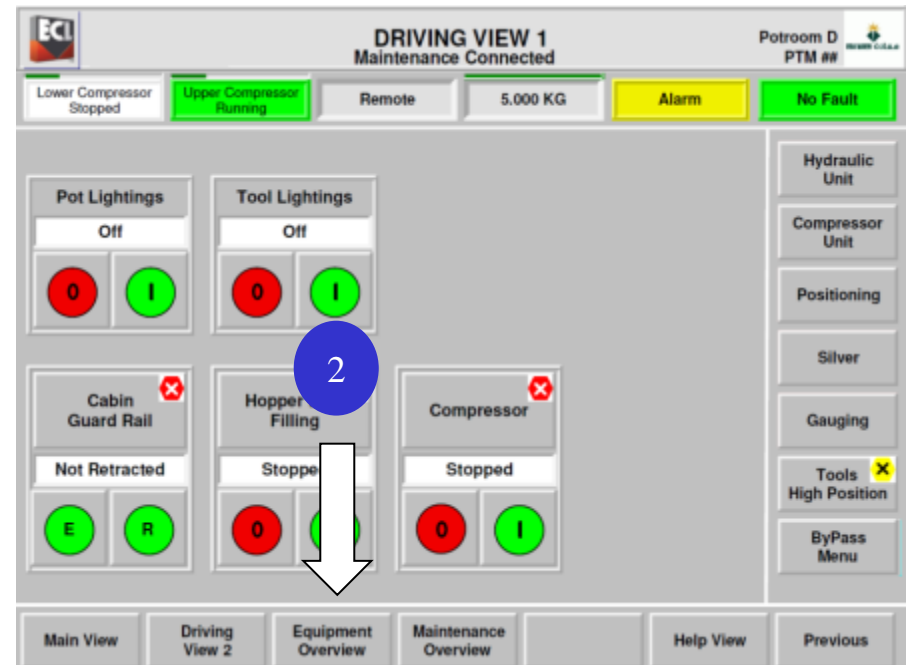 ECL
DRIVING VIEW 1
Maintenance Connected
Potroom D
PTM ##
Lower Compressor
Stopped
Upper Compressor
Running
Remote
5.000 KG
Alarm
No Fault
Pot Lightings
Off
0 I
Tool Lightings
Off
0 I
2
Cabin
Guard Rail
Not Retracted
E R
Hopper
Filling
0
Compressor
Stopped
0 I
Hydraulic
Unit
Compressor
Unit
Positioning
Silver
Gauging
Tools
High Position
ByPass
Menu
Main View
Driving
View 2
Equipment
Overview
Maintenance
Overview
Help View
Previous